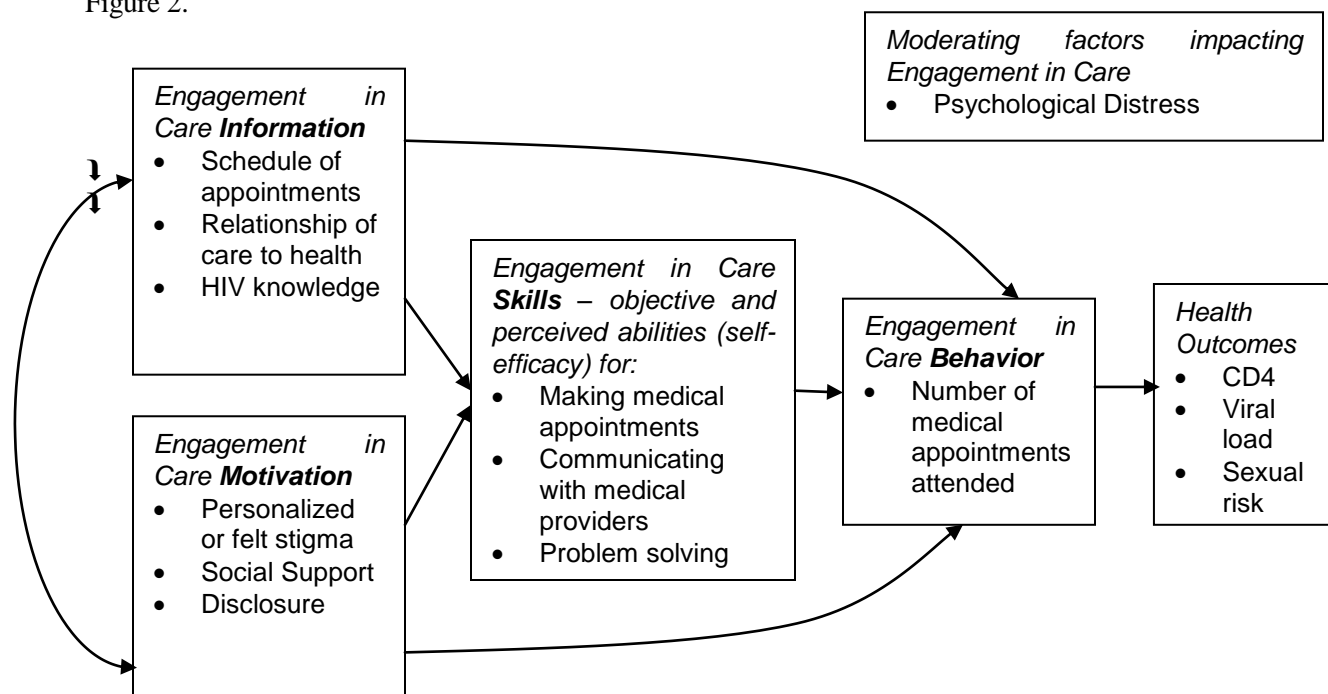 Figure 2.
Moderating factors impacting
Engagement in Care
• Psychological Distress
Engagement in
Care Information
• Schedule of
appointments
• Relationship of
care to health
• HIV knowledge
Engagement in
Care Motivation
• Personalized
or felt stigma
• Social Support
• Disclosure
Engagement in Care
Skills – objective and
perceived abilities (self-
efficacy) for:
• Making medical
appointments
• Communicating
with medical
providers
• Problem solving
Engagement in
Care Behavior
• Number of
medical
appointments
attended
Health
Outcomes
• CD4
• Viral
load
• Sexual
risk